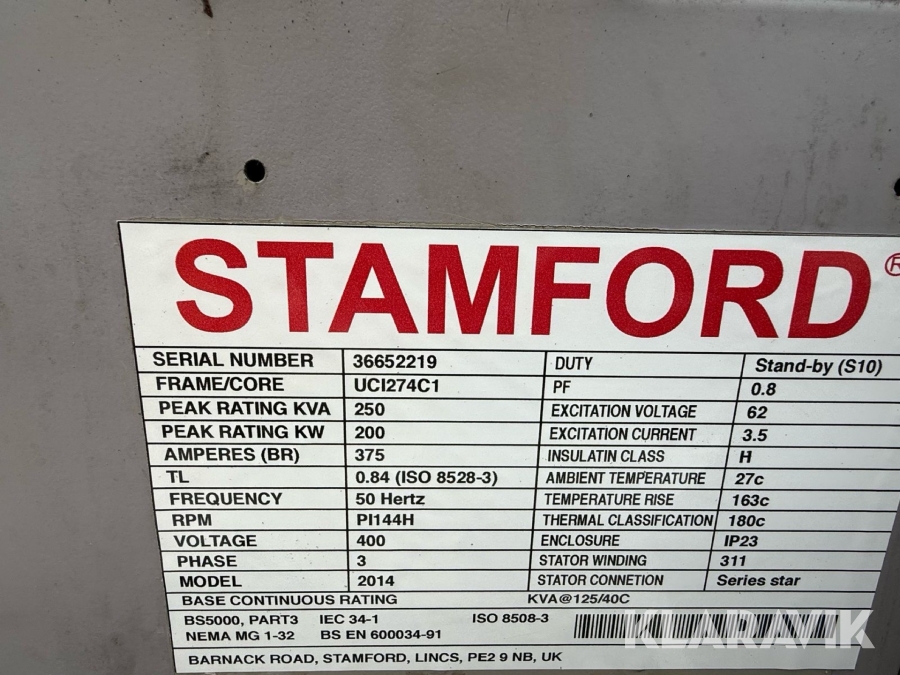 STAMFORD®
SERIAL NUMBER 36652219 DUTY Stand-by (S10)
FRAME/CORE UCI274C1 PF 0.8
PEAK RATING KVA 250 EXCITATION VOLTAGE 62
PEAK RATING KW 200 EXCITATION CURRENT 3.5
AMPERES (BR) 375 INSULATIN CLASS H
TL 0.84 (ISO 8528-3) AMBIENT TEMPERATURE 27c
FREQUENCY 50 Hertz TEMPERATURE RISE 163c
RPM PI144H THERMAL CLASSIFICATION 180c
VOLTAGE 400 ENCLOSURE IP23
PHASE 3 STATOR WINDING 311
MODEL 2014 STATOR CONNETION Series star
BASE CONTINUOUS RATING KVA@125/40C
BS5000, PART3 IEC 34-1 ISO 8508-3
NEMA MG 1-32 BS EN 600034-91
BARNACK ROAD, STAMFORD, LINCS, PE2 9 NB, UK
KLARAVIK